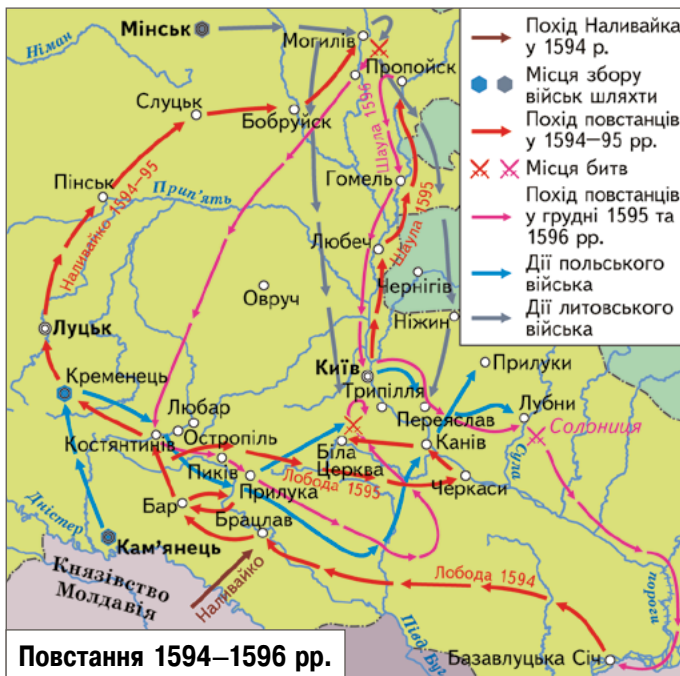 Мінськ
Могилів
Німан
Пропойск
Слуцьк
Бобруйск
Шаула 1596
Гомель
Пінськ
Прип'ять
Наливайко 1594–95
Любеч
Шаула 1595
Чернігів
Овруч
Ніжин
Луцьк
Київ
Прилуки
Кременець
Трипілля
Переяслав
Лубни
Любар
Костянтинів
Остропіль
Солониця
Біла
Церква
Канів
Сула
Пиків
Лобода 1595
Прилука
Черкаси
Дністер
Бар
Брацлав
Кам'янець
Князівство
Молдавія
Наливайко
Лобода 1594
пороги
Півд Буг
Базавлуцька Січ
Повстання 1594–1596 рр.
Похід Наливайка
у 1594 р.
Місця збору
військ шляхти
Похід повстанців
у 1594–95 рр.
Місця битв
Похід повстанців
у грудні 1595 та
1596 рр.
Дії польського
війська
Дії литовського
війська